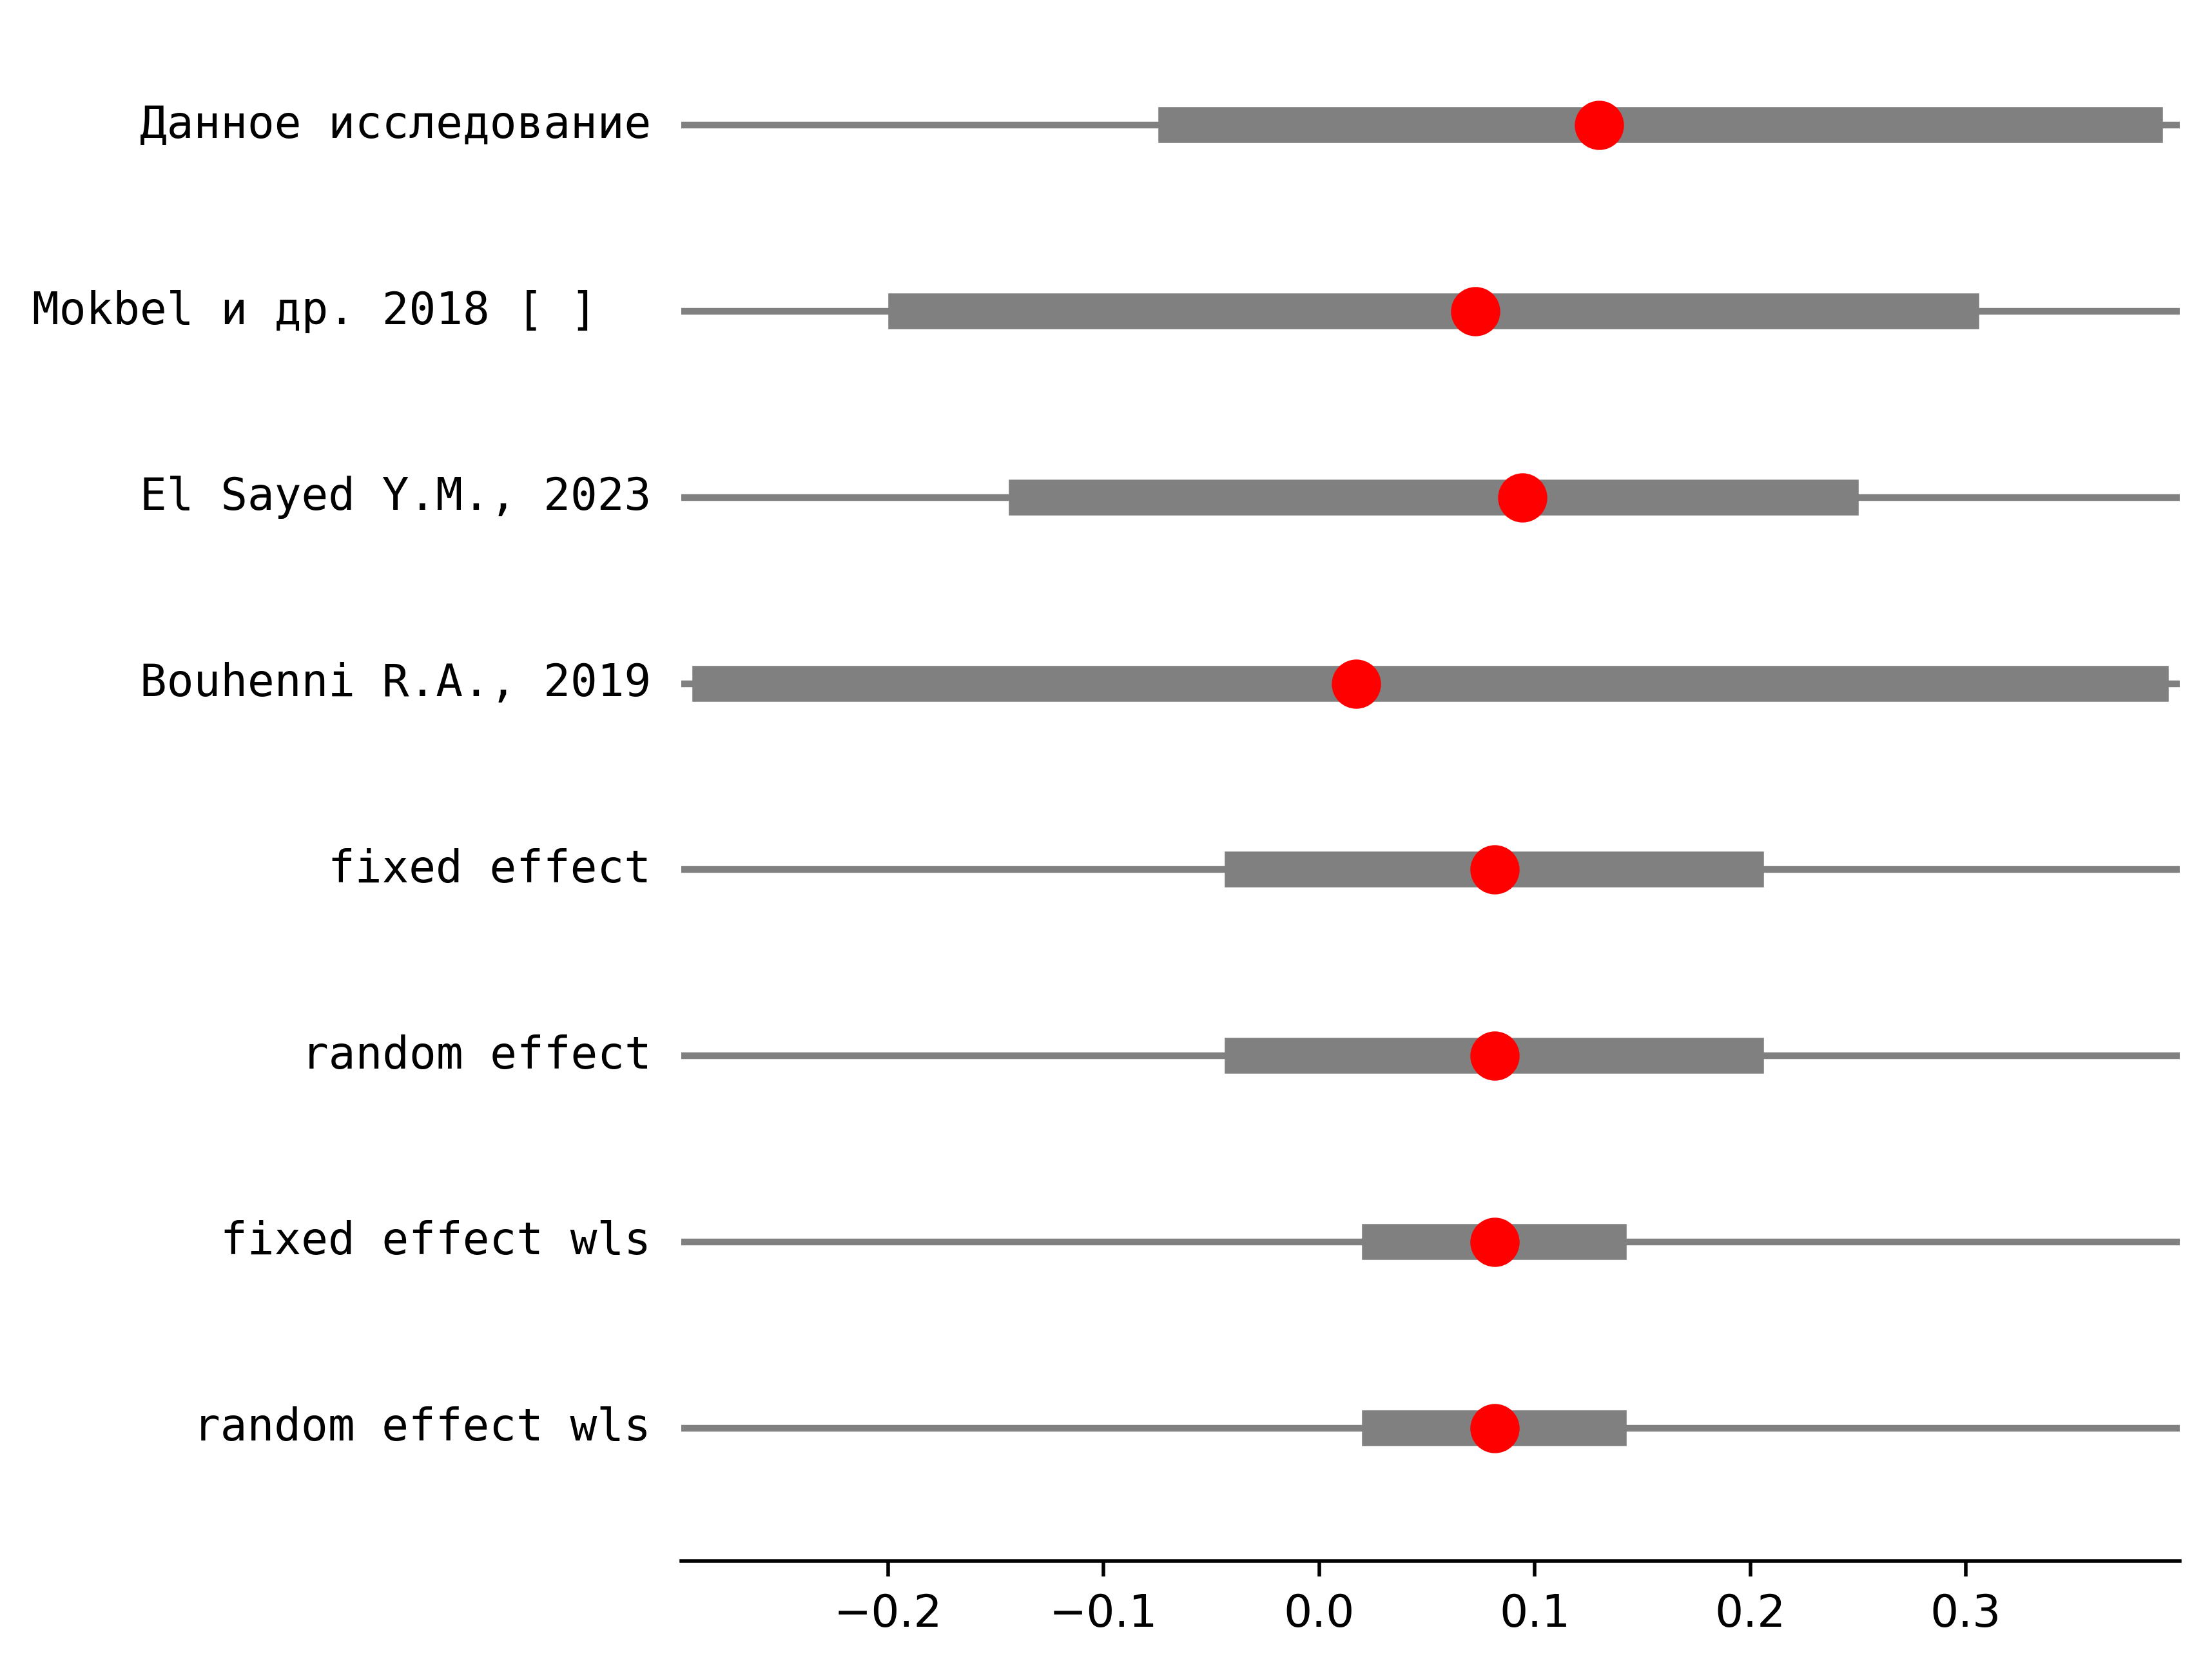 Данное исследование
Mokbel и др. 2018 [ ]
El Sayed Y.M., 2023
Bouhenni R.A., 2019
fixed effect
random effect
fixed effect wls
random effect wls
−0.2 −0.1 0.0 0.1 0.2 0.3